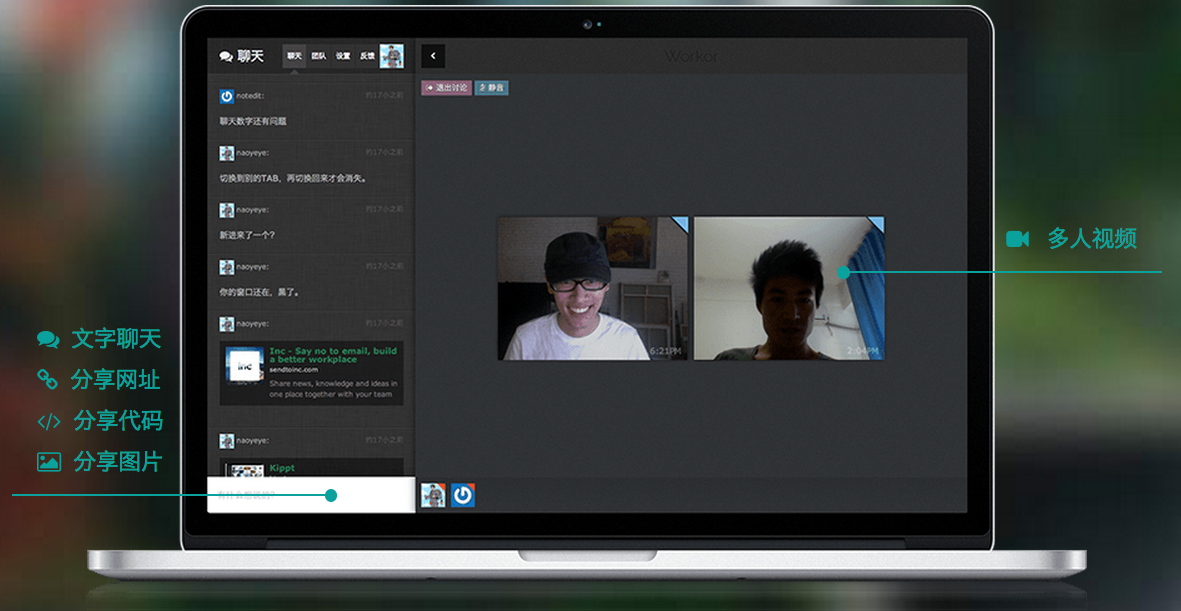 聊天
聊天 团队 设置 反馈
Worker
退出讨论
静音
notedit:
约17小之前
聊天数字还有问题
naoyeye:
约17小之前
切换到别的TAB，再切换回来才会消失。
naoyeye:
约17小之前
新进来了一个?
naoyeye:
约17小之前
你的窗口还在，黑了。
naoyeye:
约17小之前
Inc - Say no to email, build
a better workplace
sendtoinc.com
Share news, knowledge and ideas in
one place together with your team
inc
naoyeye:
约17小之前
Kippt
6:21PM
2:04PM
多人视频
文字聊天
分享网址
分享代码
分享图片